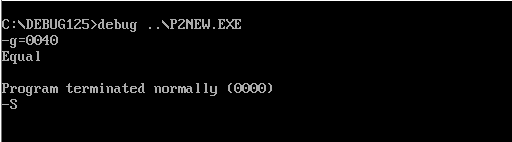 C:\DEBUG125>debug ..\P2NEW.EXE
-g=0040
Equal
Program terminated normally (0000)
-S